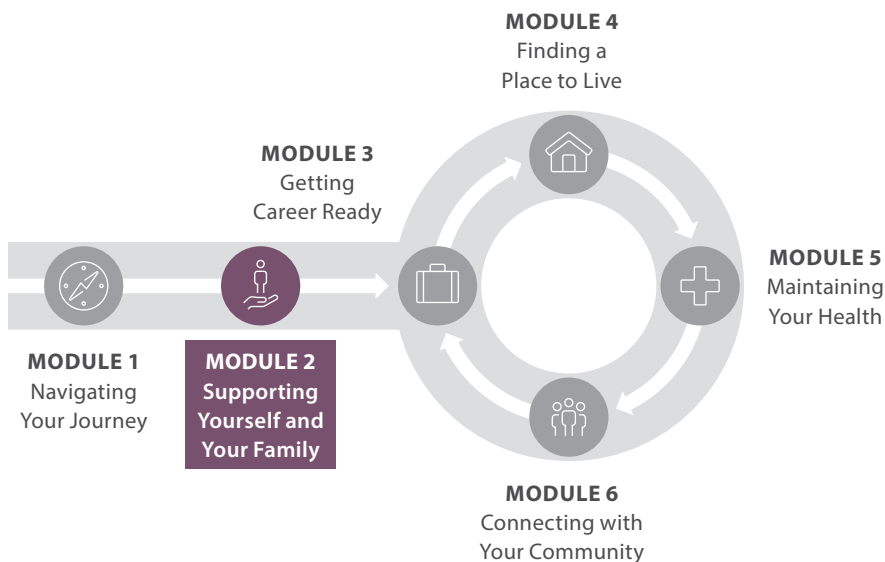 MODULE 1
Navigating
Your Journey
MODULE 2
Supporting
Yourself and
Your Family
MODULE 3
Getting
Career Ready
MODULE 4
Finding a
Place to Live
MODULE 5
Maintaining
Your Health
MODULE 6
Connecting with
Your Community